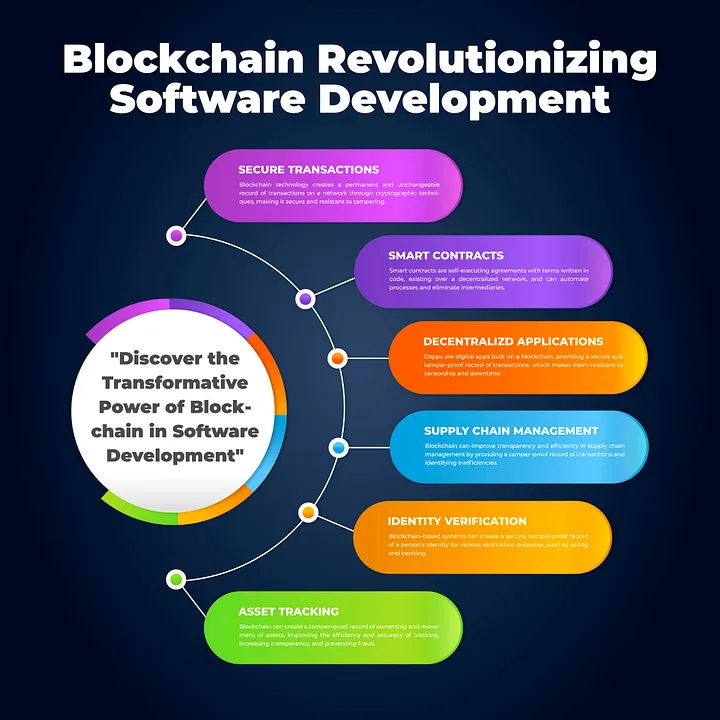 Blockchain Revolutionizing
Software Development
SECURE TRANSACTIONS
Blockchain technology creates a permanent and unchangeable
record of transactions on a network through cryptographic techni-
ques, making it secure and resistant to tampering.
SMART CONTRACTS
Smart contracts are self-executing agreements with terms written in
code, existing over a decentralized network, and can automate
processes and eliminate intermediaries.
"Discover the
Transformative
Power of Block-
chain in Software
Development"
DECENTRALIZD APPLICATIONS
Dapps are digital apps built on a blockchain, providing a secure and
tamper-proof record of transactions, which makes them resistant to
censorship and downtime.
SUPPLY CHAIN MANAGEMENT
Blockchain can improve transparency and efficiency in supply chain
management by providing a tamper-proof record of transactions and
identifying inefficiencies.
IDENTITY VERIFICATION
Blockchain-based systems can create a secure, tamper-proof record
of a person's identity for various verification purposes, such as voting
and banking.
ASSET TRACKING
Blockchain can create a tamper-proof record of ownership and move-
ment of assets, improving the efficiency and accuracy of tracking,
increasing transparency, and preventing fraud.